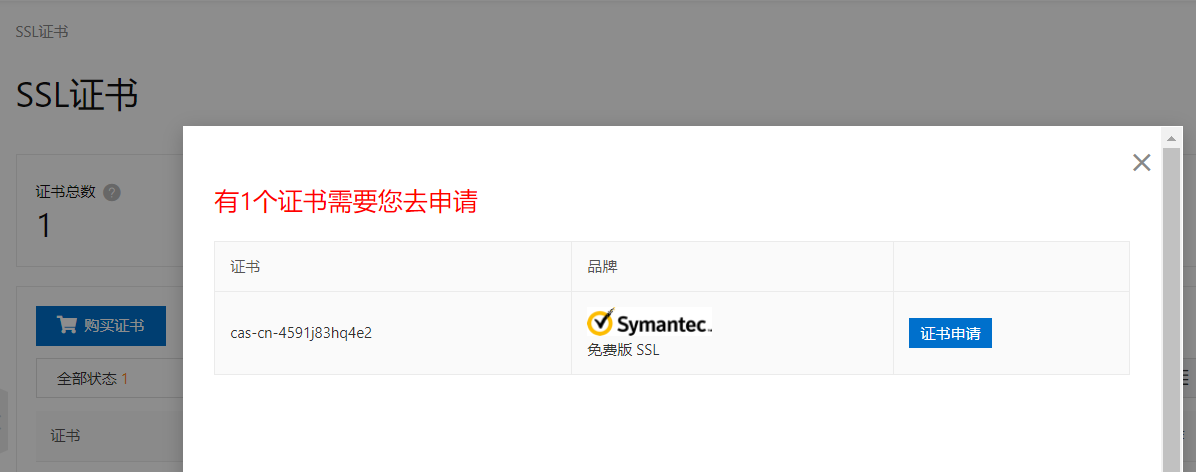 SSL证书
SSL证书
证书总数 ?
1
购买证书
全部状态 1
证书
有1个证书需要您去申请
证书 品牌
cas-cn-4591j83hq4e2 Symantec. 证书申请
免费版 SSL